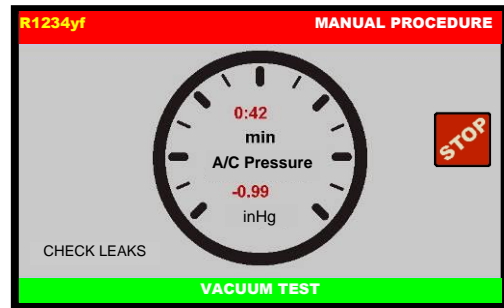 R1234yf MANUAL PROCEDURE
0:42
min
A/C Pressure
-0.99
inHg
STOP
CHECK LEAKS
VACUUM TEST